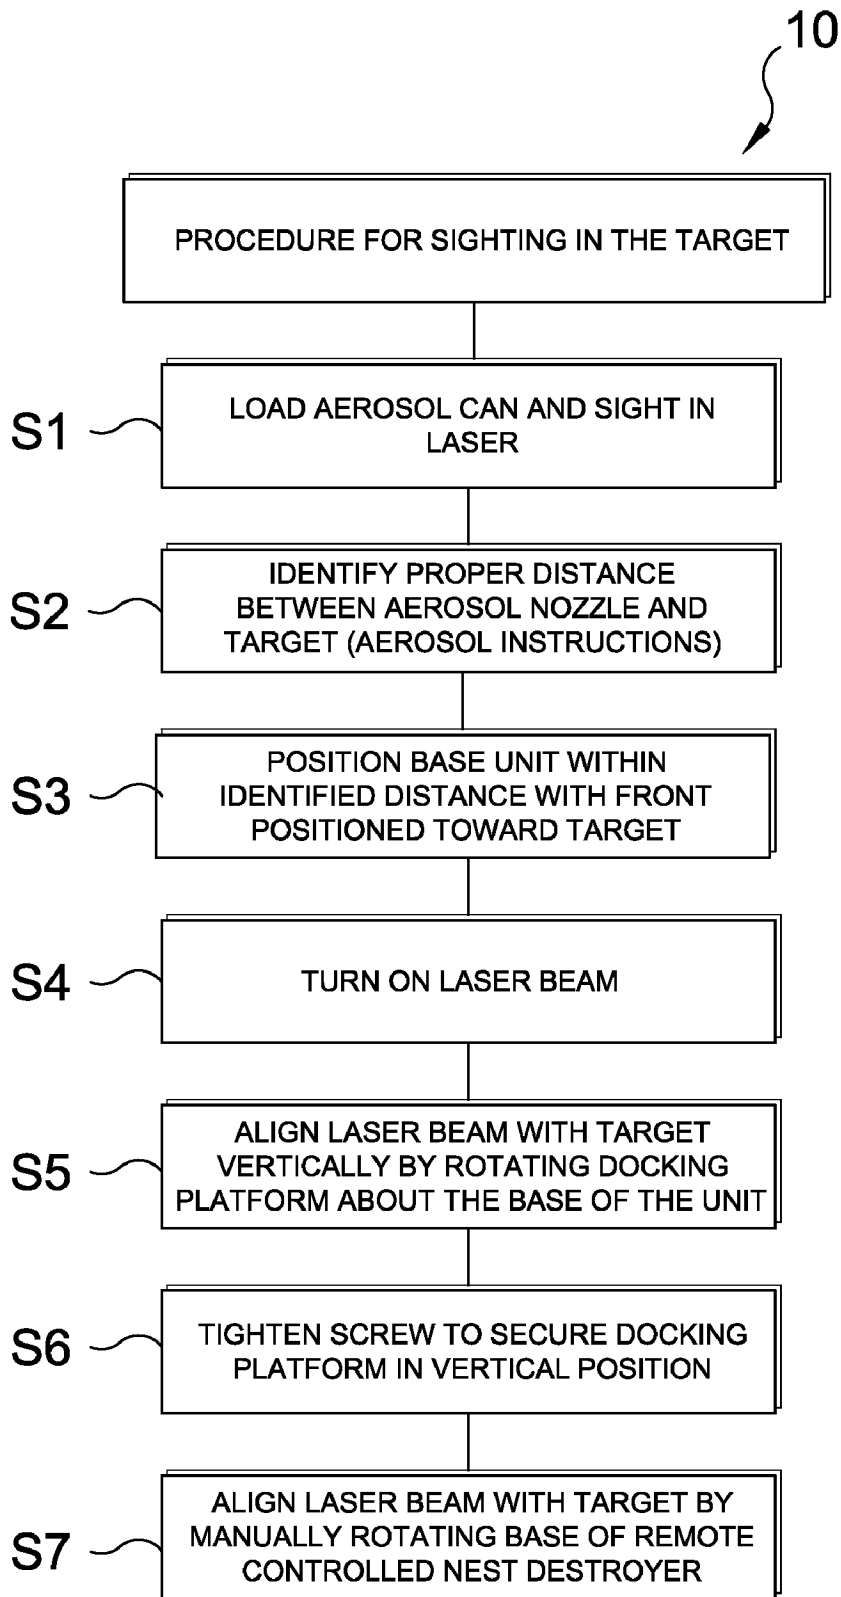 10
PROCEDURE FOR SIGHTING IN THE TARGET
S1
LOAD AEROSOL CAN AND SIGHT IN
LASER
S2
IDENTIFY PROPER DISTANCE
BETWEEN AEROSOL NOZZLE AND
TARGET (AEROSOL INSTRUCTIONS)
S3
POSITION BASE UNIT WITHIN
IDENTIFIED DISTANCE WITH FRONT
POSITIONED TOWARD TARGET
S4
TURN ON LASER BEAM
S5
ALIGN LASER BEAM WITH TARGET
VERTICALLY BY ROTATING DOCKING
PLATFORM ABOUT THE BASE OF THE UNIT
S6
TIGHTEN SCREW TO SECURE DOCKING
PLATFORM IN VERTICAL POSITION
S7
ALIGN LASER BEAM WITH TARGET BY
MANUALLY ROTATING BASE OF REMOTE
CONTROLLED NEST DESTROYER